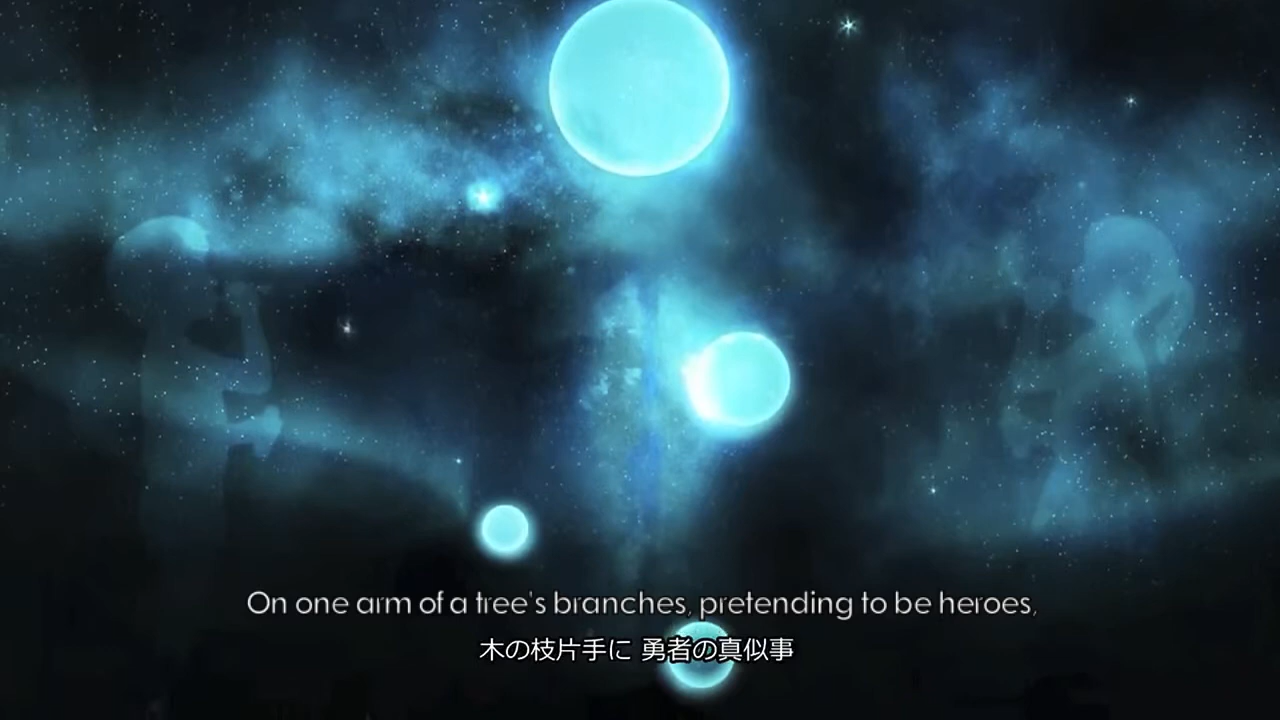 On one arm of a tree's branches, pretending to be heroes,
木の枝片手に 勇者の真似事